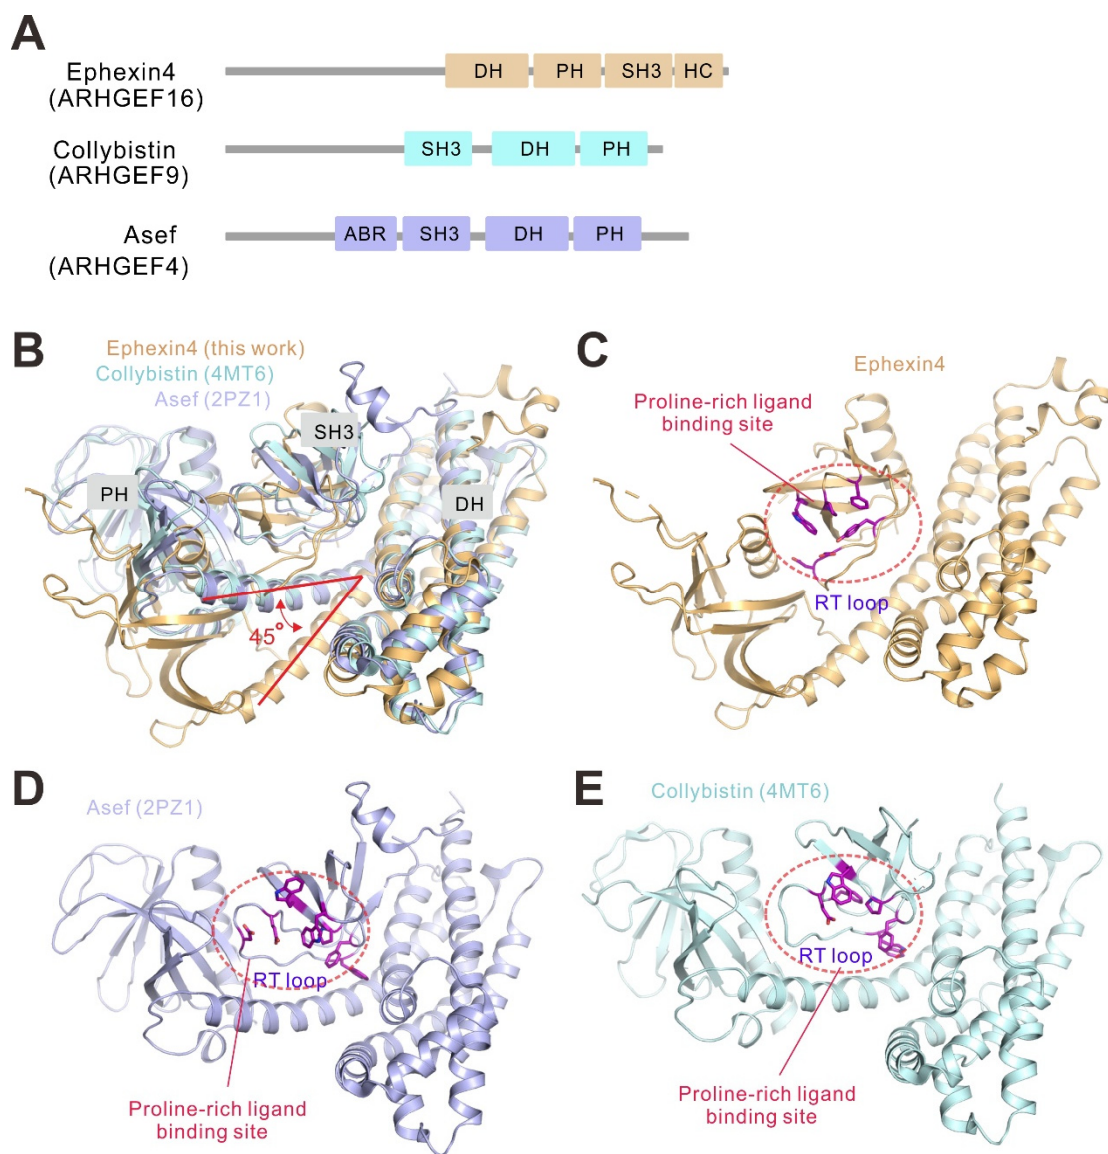 A
Ephexin4
(ARHGEF16)
DH PH SH3 HC
Collybistin
(ARHGEF9)
SH3 DH PH
Asef
(ARHGEF4)
ABR SH3 DH PH
B
Ephexin4 (this work)
Collybistin (4MT6)
Asef (2PZ1)
SH3
PH
DH
45°
C
Ephexin4
Proline-rich ligand
binding site
RT loop
D
Asef (2PZ1)
RT loop
Proline-rich ligand
binding site
E
Collybistin (4MT6)
RT loop
Proline-rich ligand
binding site